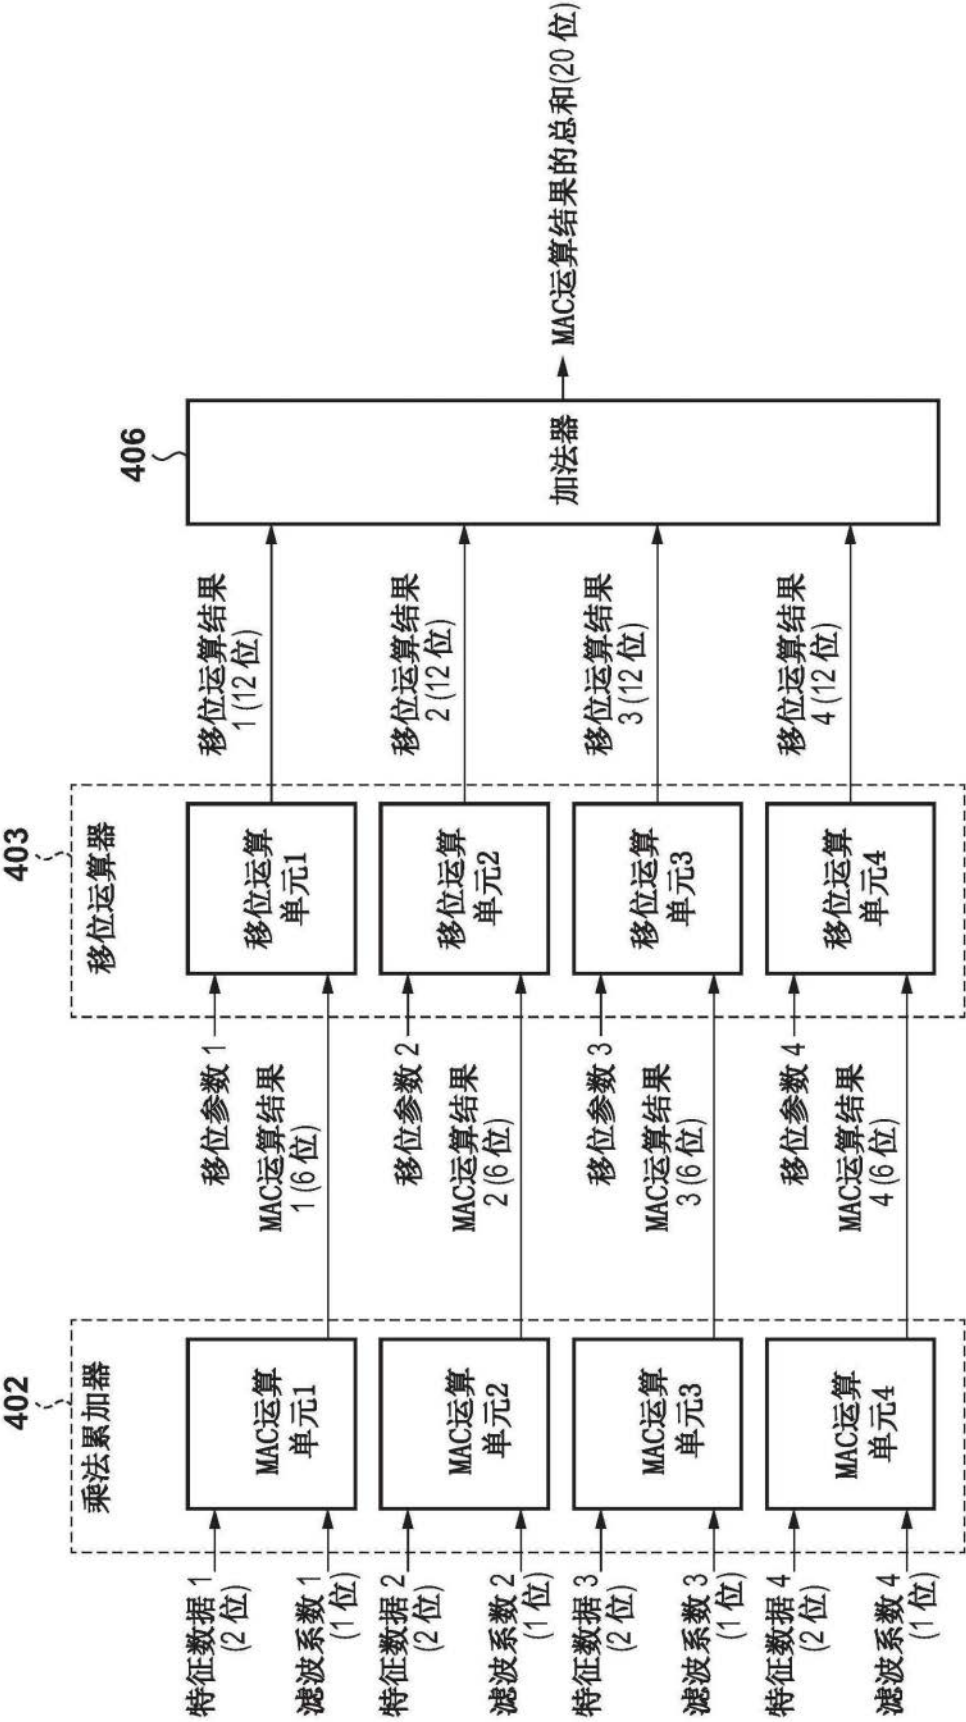 402
乘法累加器
403
移位运算器
406
特征数据 1
(2 位)
滤波系数 1
(1 位)
MAC运算
单元1
移位参数 1
MAC运算结果
1 (6 位)
移位运算
单元1
移位运算结果
1 (12 位)
特征数据 2
(2 位)
滤波系数 2
(1 位)
MAC运算
单元2
移位参数 2
MAC运算结果
2 (6 位)
移位运算
单元2
移位运算结果
2 (12 位)
特征数据 3
(2 位)
滤波系数 3
(1 位)
MAC运算
单元3
移位参数 3
MAC运算结果
3 (6 位)
移位运算
单元3
移位运算结果
3 (12 位)
特征数据 4
(2 位)
滤波系数 4
(1 位)
MAC运算
单元4
移位参数 4
MAC运算结果
4 (6 位)
移位运算
单元4
移位运算结果
4 (12 位)
加法器
MAC运算结果的总和(20 位)